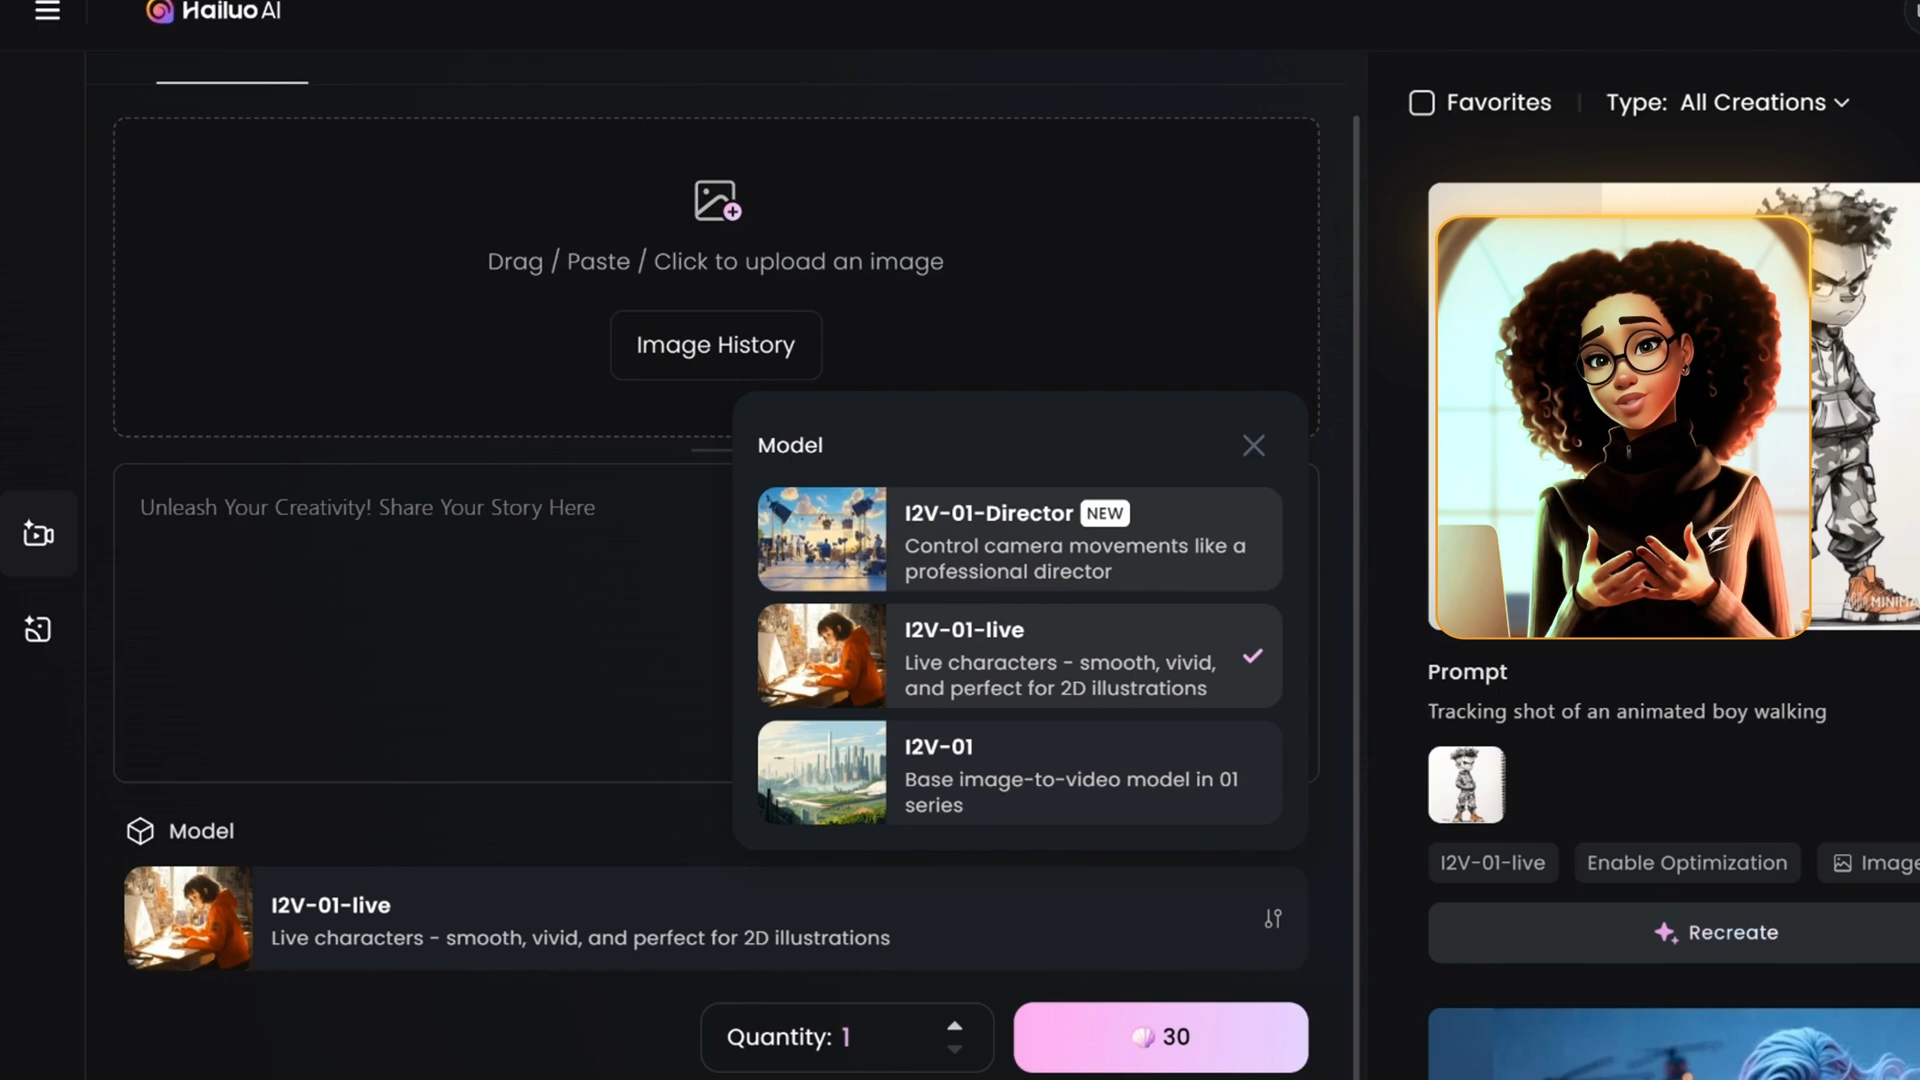 Hailuo AI
Favorites
Type: All Creations
Drag / Paste / Click to upload an image
Image History
Unleash Your Creativity! Share Your Story Here
Model
I2V-01-Director NEW
Control camera movements like a
professional director
I2V-01-live
Live characters - smooth, vivid,
and perfect for 2D illustrations
I2V-01
Base image-to-video model in 01
series
Model
I2V-01-live
Live characters - smooth, vivid, and perfect for 2D illustrations
Quantity: 1
30
Prompt
Tracking shot of an animated boy walking
I2V-01-live
Enable Optimization
Image
Recreate